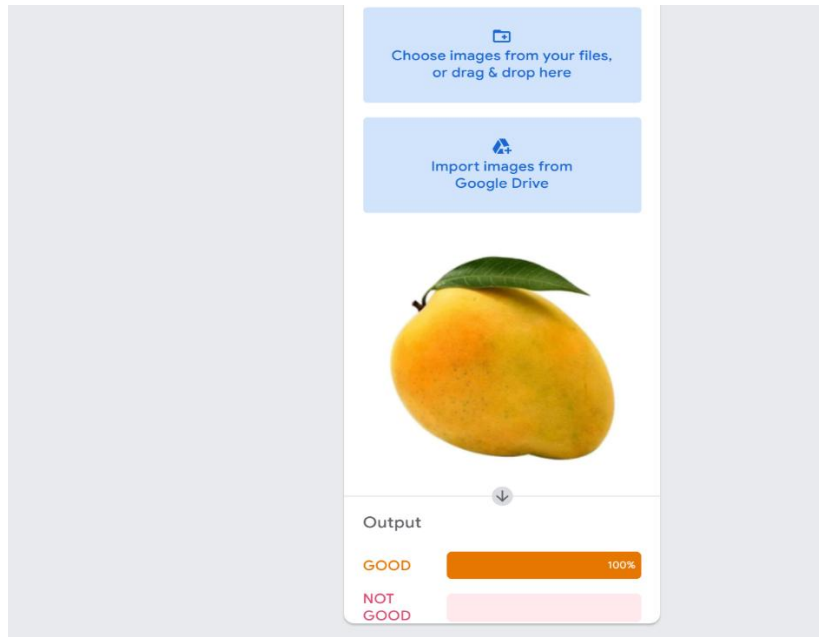 Choose images from your files,
or drag & drop here
Import images from
Google Drive
Output
GOOD
100%
NOT
GOOD